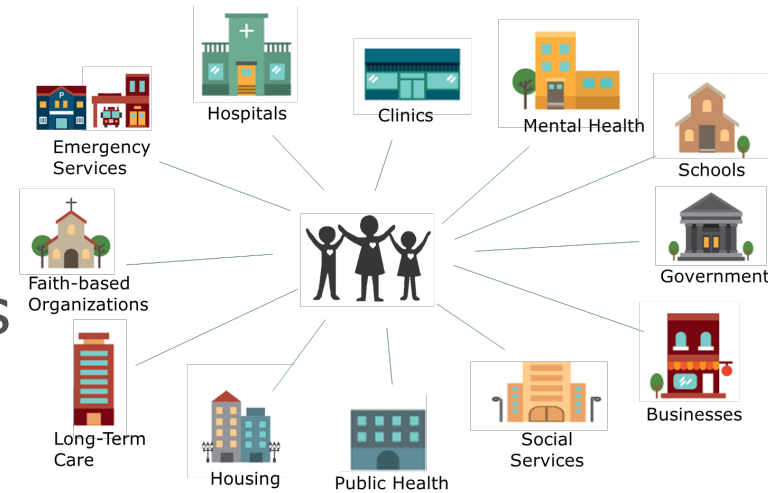 Hospitals
Clinics
Mental Health
P
Emergency
Services
Schools
Faith-based
Organizations
Government
s
Long-Term
Care
Businesses
Housing
Public Health
Social
Services